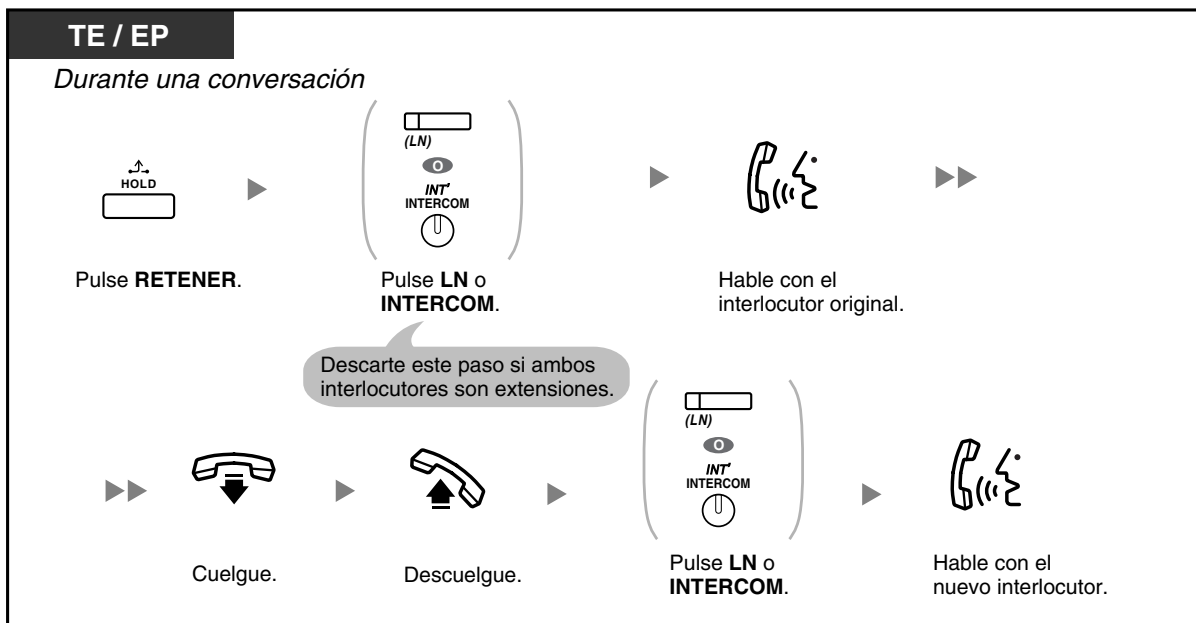 TE / EP
Durante una conversación
HOLD
Pulse RETENER.
(LN)
O
INT'
INTERCOM
Pulse LN o
INTERCOM.
Descarte este paso si ambos
interlocutores son extensiones.
Hable con el
interlocutor original.
Cuelgue.
Descuelgue.
(LN)
O
INT'
INTERCOM
Pulse LN o
INTERCOM.
Hable con el
nuevo interlocutor.